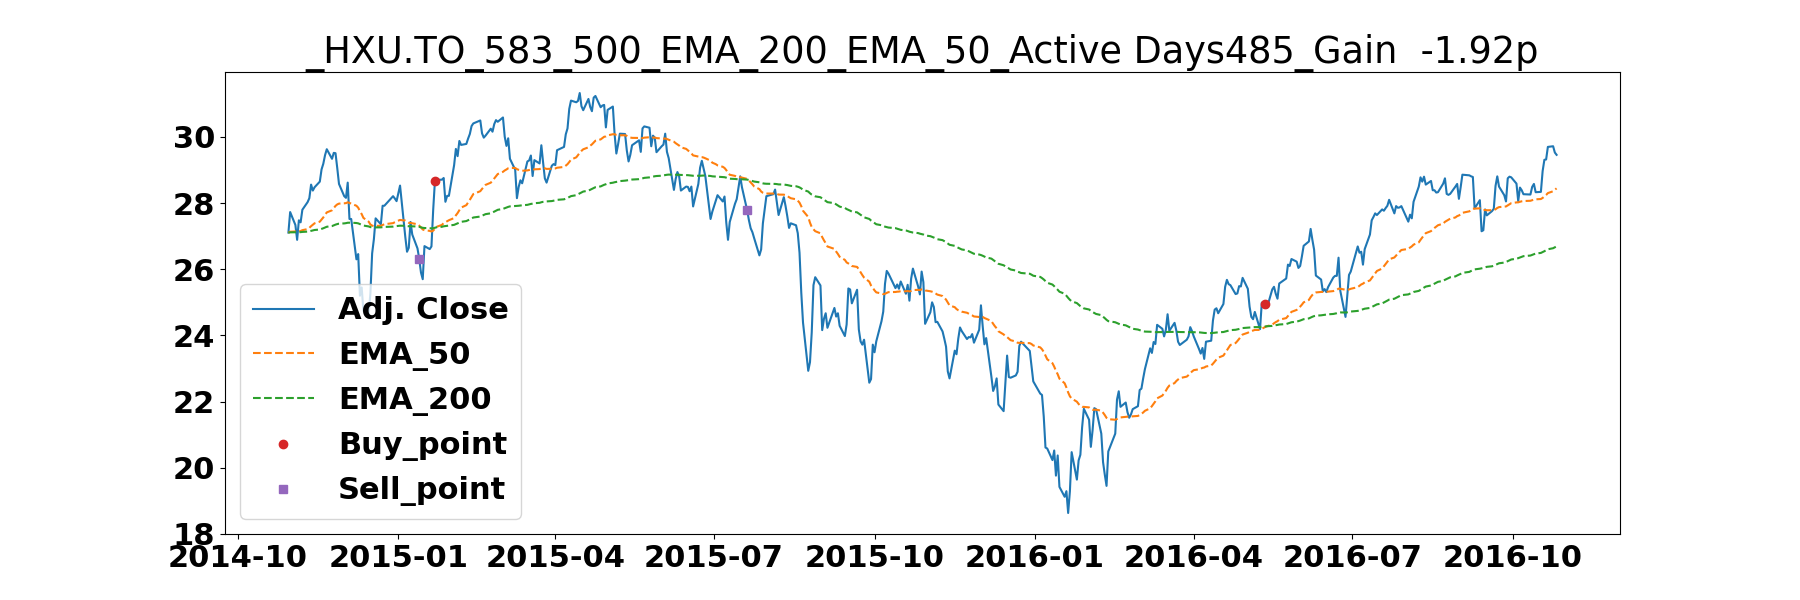 _HXU.TO_583_500_EMA_200_EMA_50_Active Days485_Gain  -1.92p
30
28
26
24
22
20
18
Adj. Close
EMA_50
EMA_200
Buy_point
Sell_point
2014-10 2015-01 2015-04 2015-07 2015-10 2016-01 2016-04 2016-07 2016-10